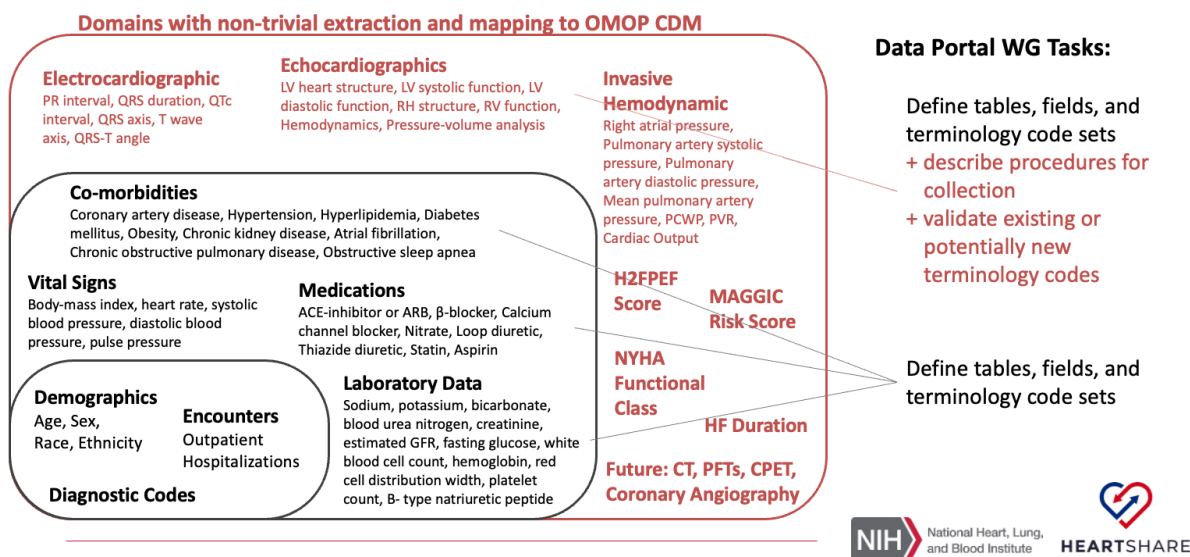 Domains with non-trivial extraction and mapping to OMOP CDM
Electrocardiographic
PR interval, QRS duration, QTc
interval, QRS axis, T wave
axis, QRS-T angle
Echocardiographics
LV heart structure, LV systolic function, LV
diastolic function, RH structure, RV function,
Hemodynamics, Pressure-volume analysis
Invasive
Hemodynamic
Right atrial pressure,
Pulmonary artery systolic
pressure, Pulmonary
artery diastolic pressure,
Mean pulmonary artery
pressure, PCWP, PVR,
Cardiac Output
Co-morbidities
Coronary artery disease, Hypertension, Hyperlipidemia, Diabetes
mellitus, Obesity, Chronic kidney disease, Atrial fibrillation,
Chronic obstructive pulmonary disease, Obstructive sleep apnea
Vital Signs
Body-mass index, heart rate, systolic
blood pressure, diastolic blood
pressure, pulse pressure
Medications
ACE-inhibitor or ARB, β-blocker, Calcium
channel blocker, Nitrate, Loop diuretic,
Thiazide diuretic, Statin, Aspirin
H2FPEF
Score
MAGGIC
Risk Score
NYHA
Functional
Class
HF Duration
Future: CT, PFTs, CPET,
Coronary Angiography
Demographics
Age, Sex,
Race, Ethnicity
Encounters
Outpatient
Hospitalizations
Diagnostic Codes
Laboratory Data
Sodium, potassium, bicarbonate,
blood urea nitrogen, creatinine,
estimated GFR, fasting glucose, white
blood cell count, hemoglobin, red
cell distribution width, platelet
count, B- type natriuretic peptide
Data Portal WG Tasks:
Define tables, fields, and
terminology code sets
+ describe procedures for
collection
+ validate existing or
potentially new
terminology codes
Define tables, fields, and
terminology code sets
NIH
National Heart, Lung,
and Blood Institute
HEARTSHARE